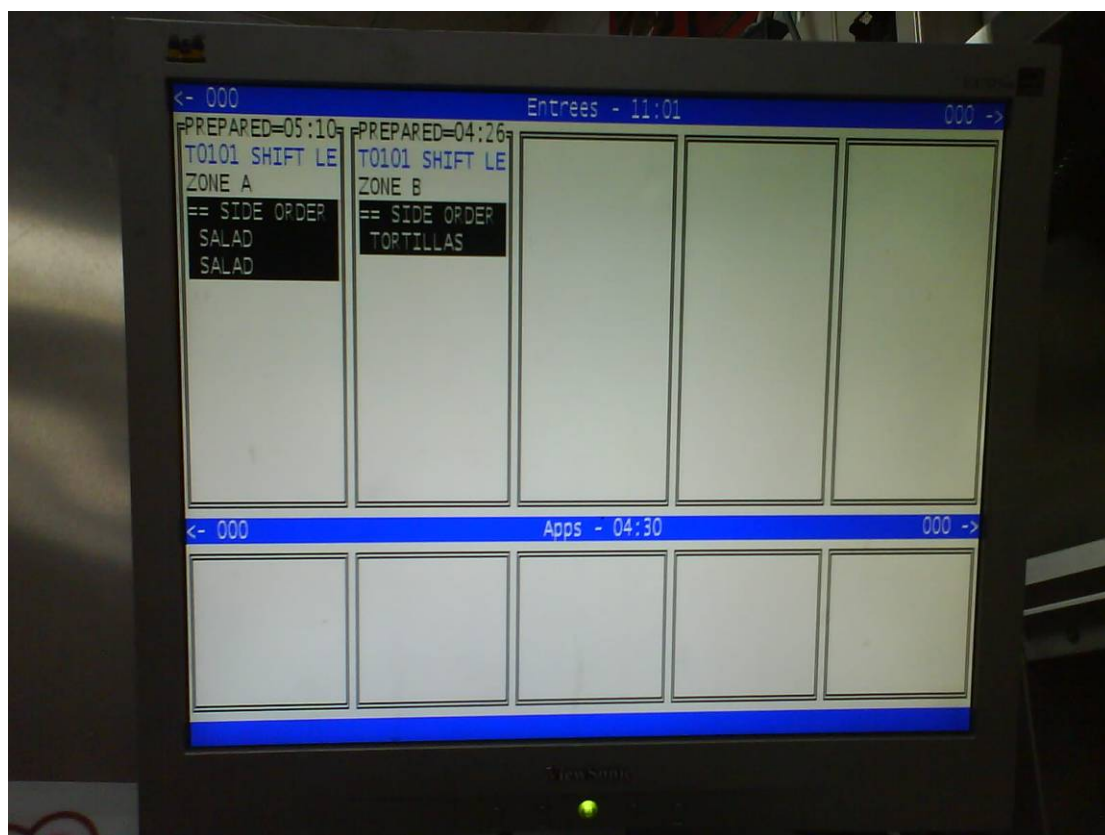 <- 000 Entrees - 11:01 000 ->
PREPARED=05:10 PREPARED=04:26
T0101 SHIFT LE T0101 SHIFT LE
ZONE A ZONE B
== SIDE ORDER == SIDE ORDER
SALAD TORTILLAS
SALAD
<- 000 Apps - 04:30 000 ->
ViewSonic